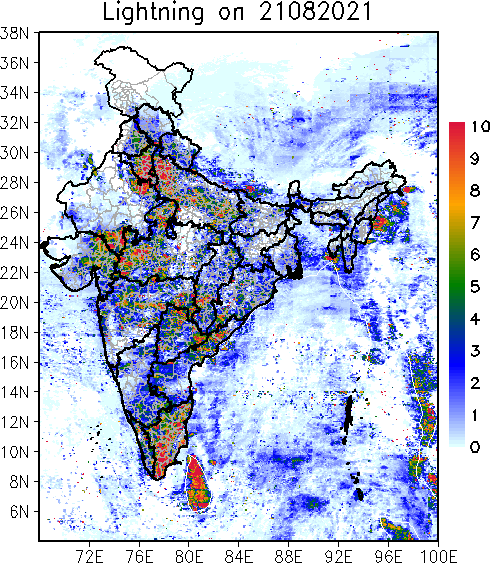 Lightning on 21082021
38N
36N
34N
32N
30N
28N
26N
24N
22N
20N
18N
16N
14N
12N
10N
8N
6N
72E 76E 80E 84E 88E 92E 96E 100E
10
9
8
7
6
5
4
3
2
1
0